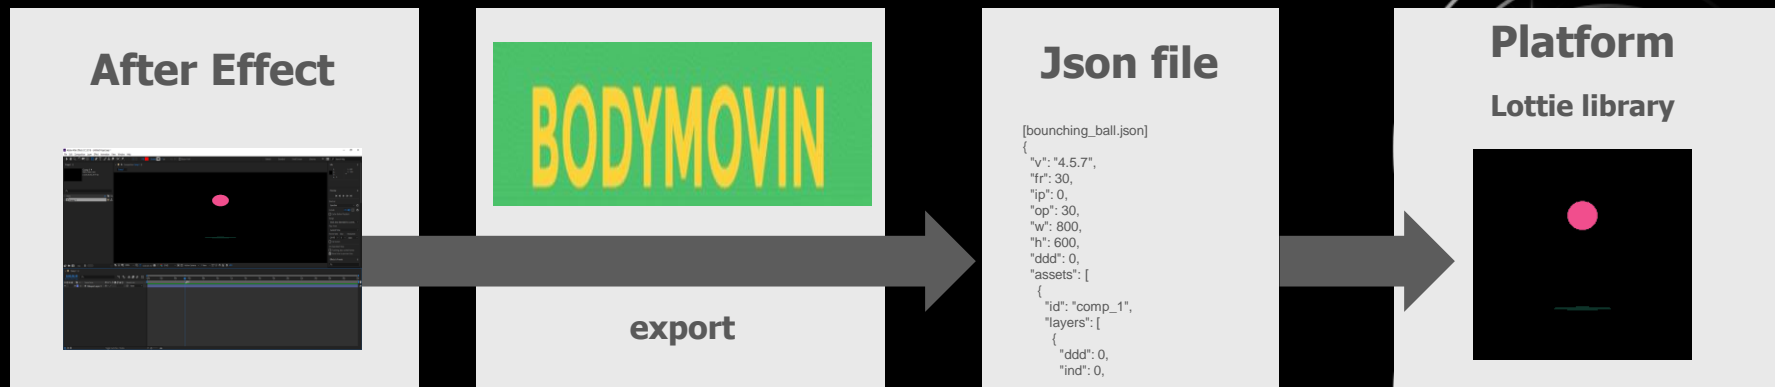 After Effect
BODYMOVIN
export
Json file
[bounching_ball.json]
{
"v": "4.5.7",
"fr": 30,
"ip": 0,
"op": 30,
"w": 800,
"h": 600,
"ddd": 0,
"assets": [
{
"id": "comp_1",
"layers": [
{
"ddd": 0,
"ind": 0,
Platform
Lottie library